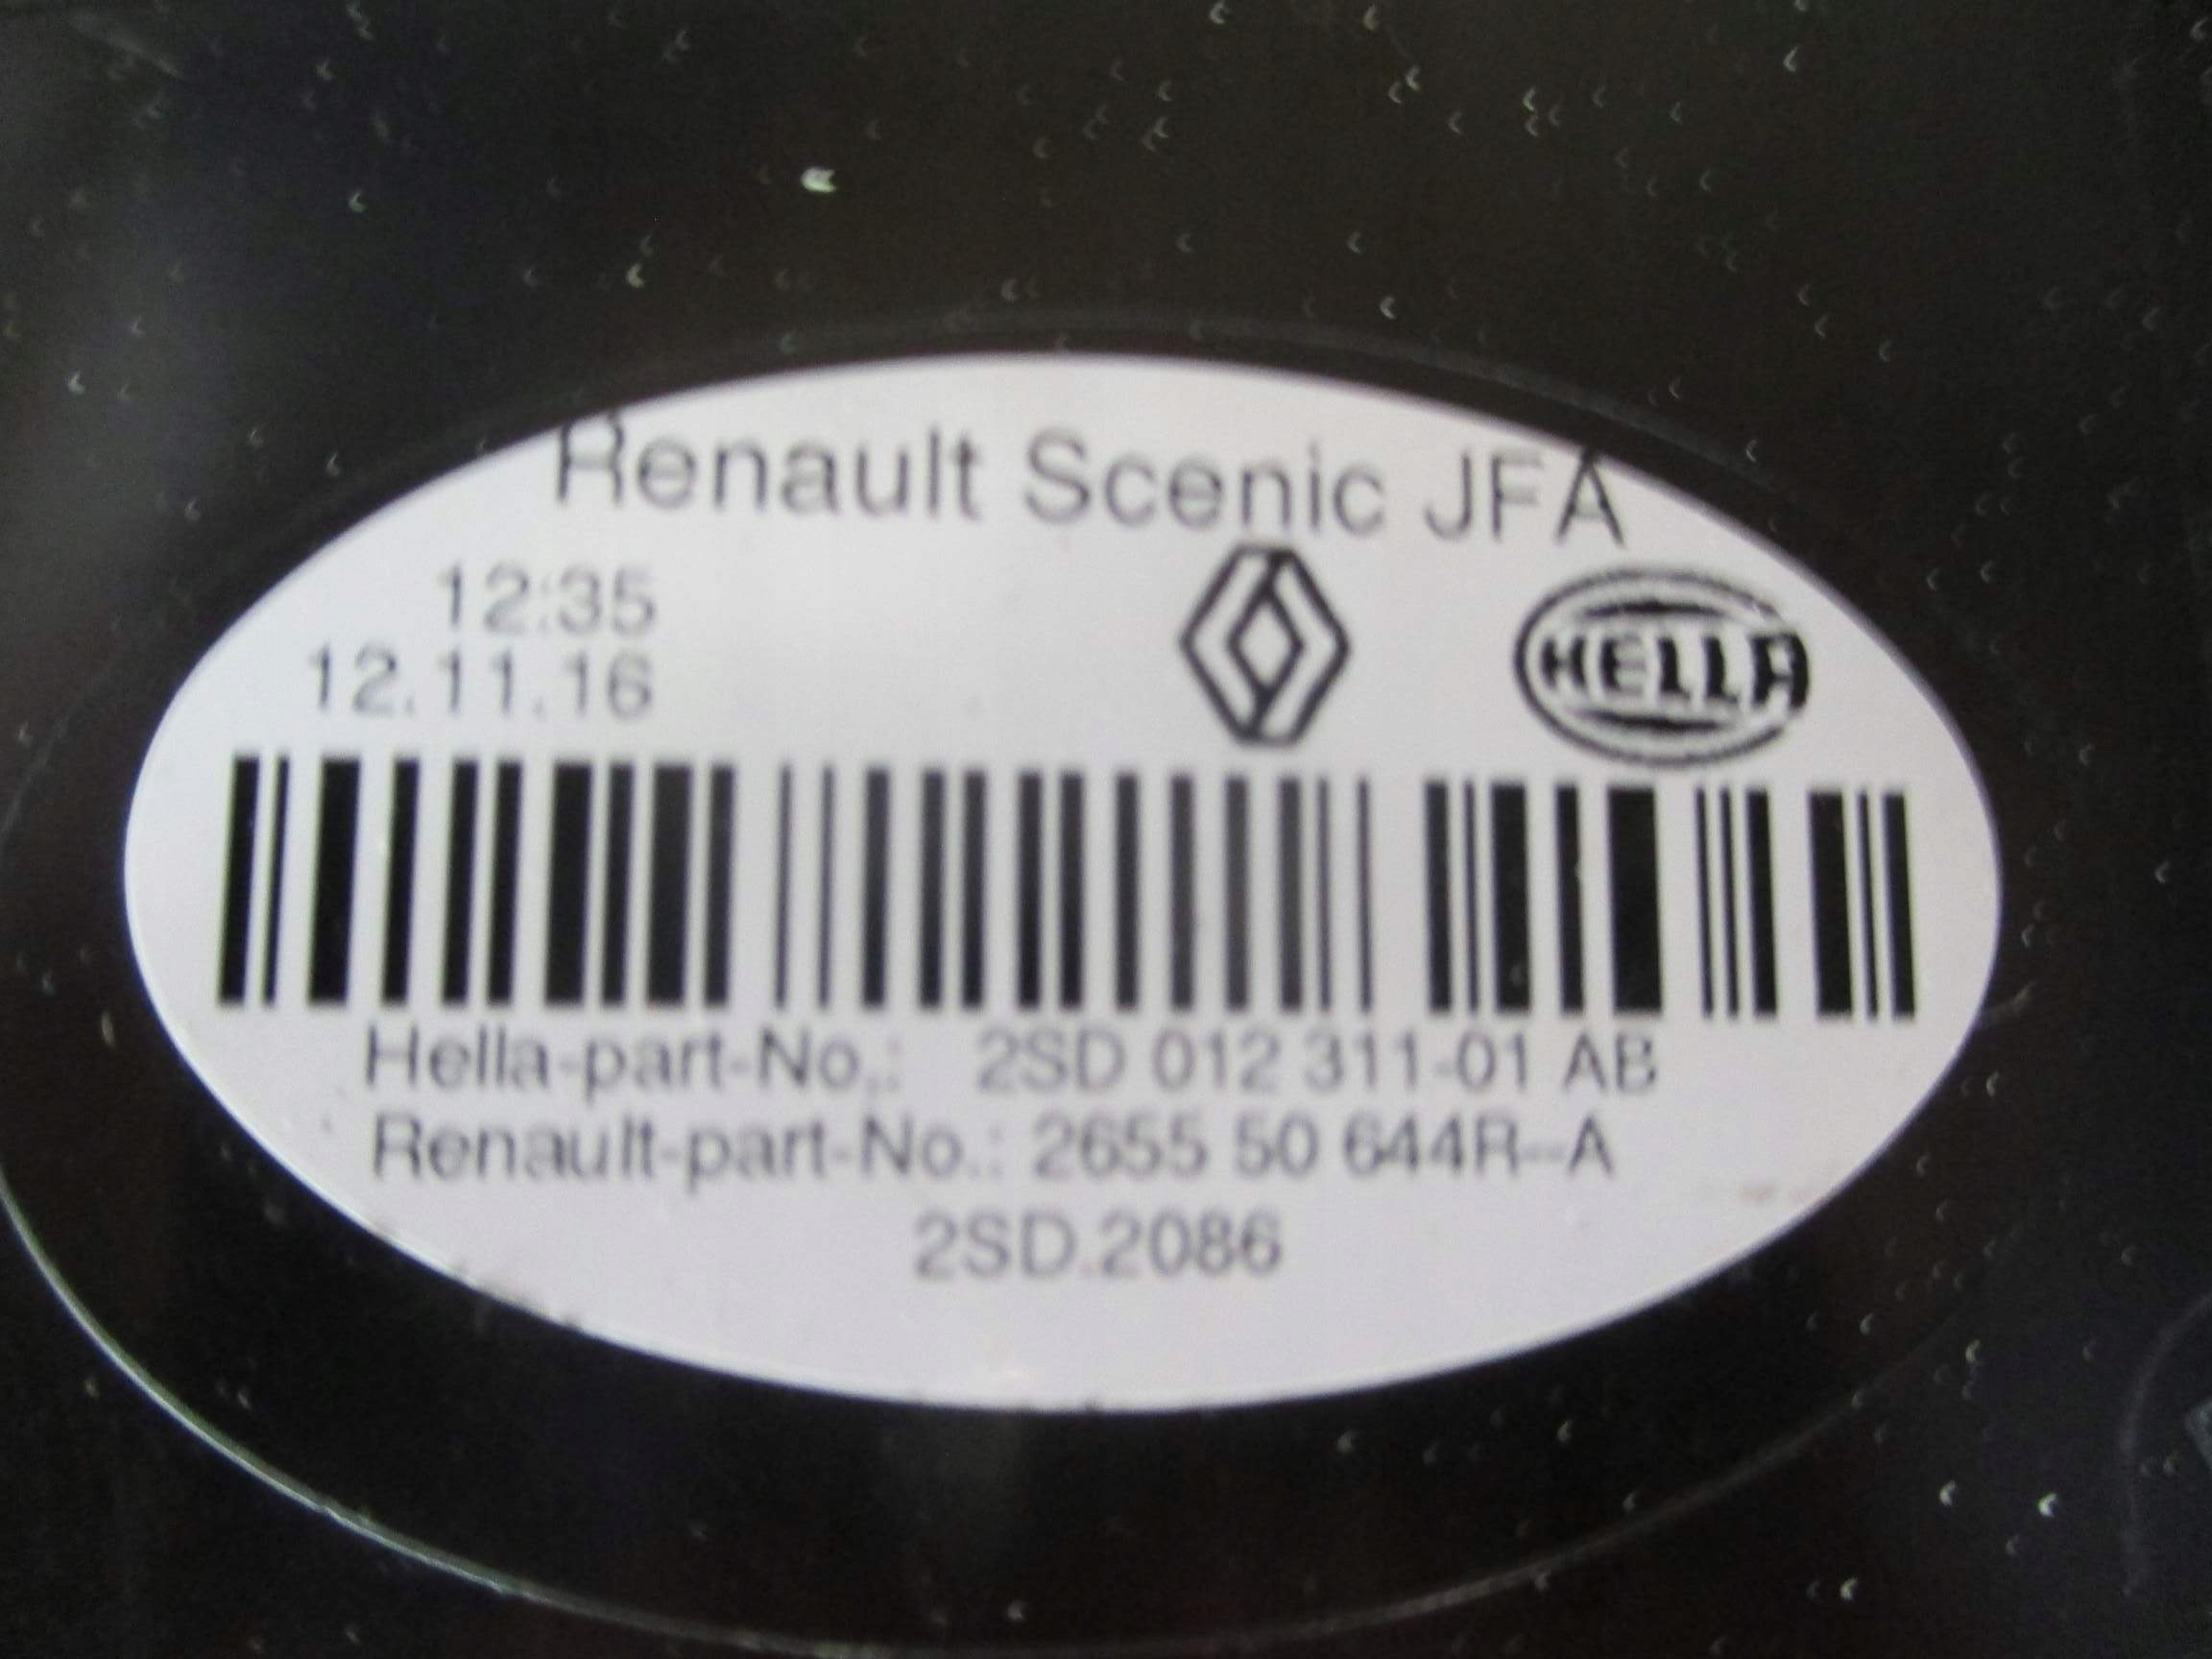 Renault Scenic JFA
12:35
12.11.16
HELLA
Hella-part-No.: 2SD 012 311-01 AB
Renault-part-No.: 2655 50 644R--A
2SD.2086